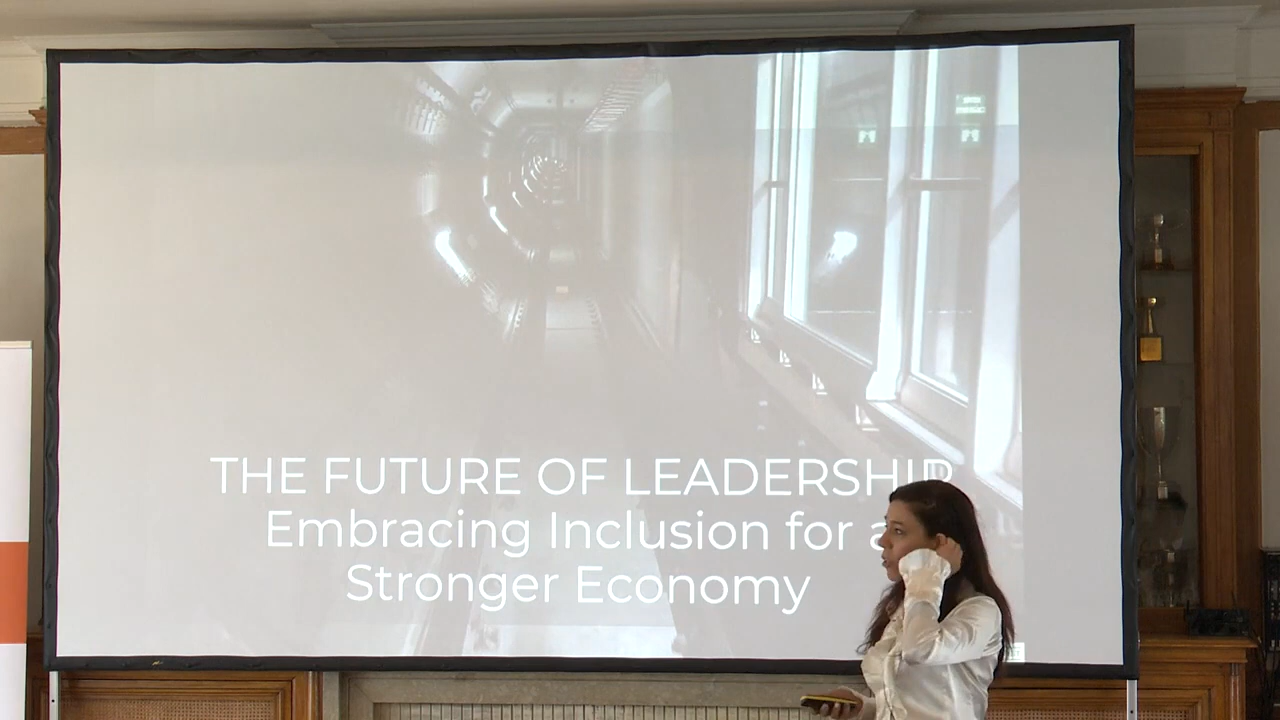 THE FUTURE OF LEADERSHIP
Embracing Inclusion for a
Stronger Economy